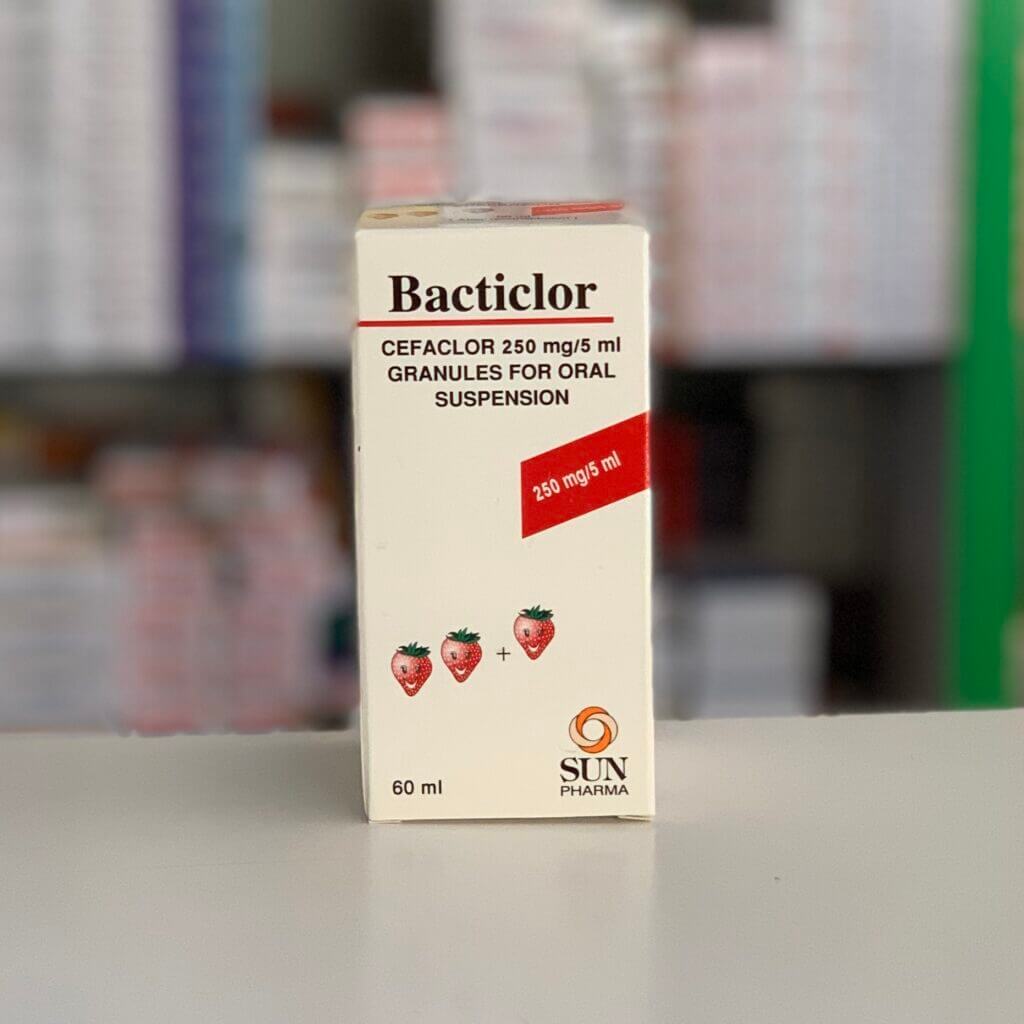 Bacticlor
CEFACLOR 250 mg/5 ml
GRANULES FOR ORAL
SUSPENSION
250 mg/5 ml
+
60 ml
SUN
PHARMA